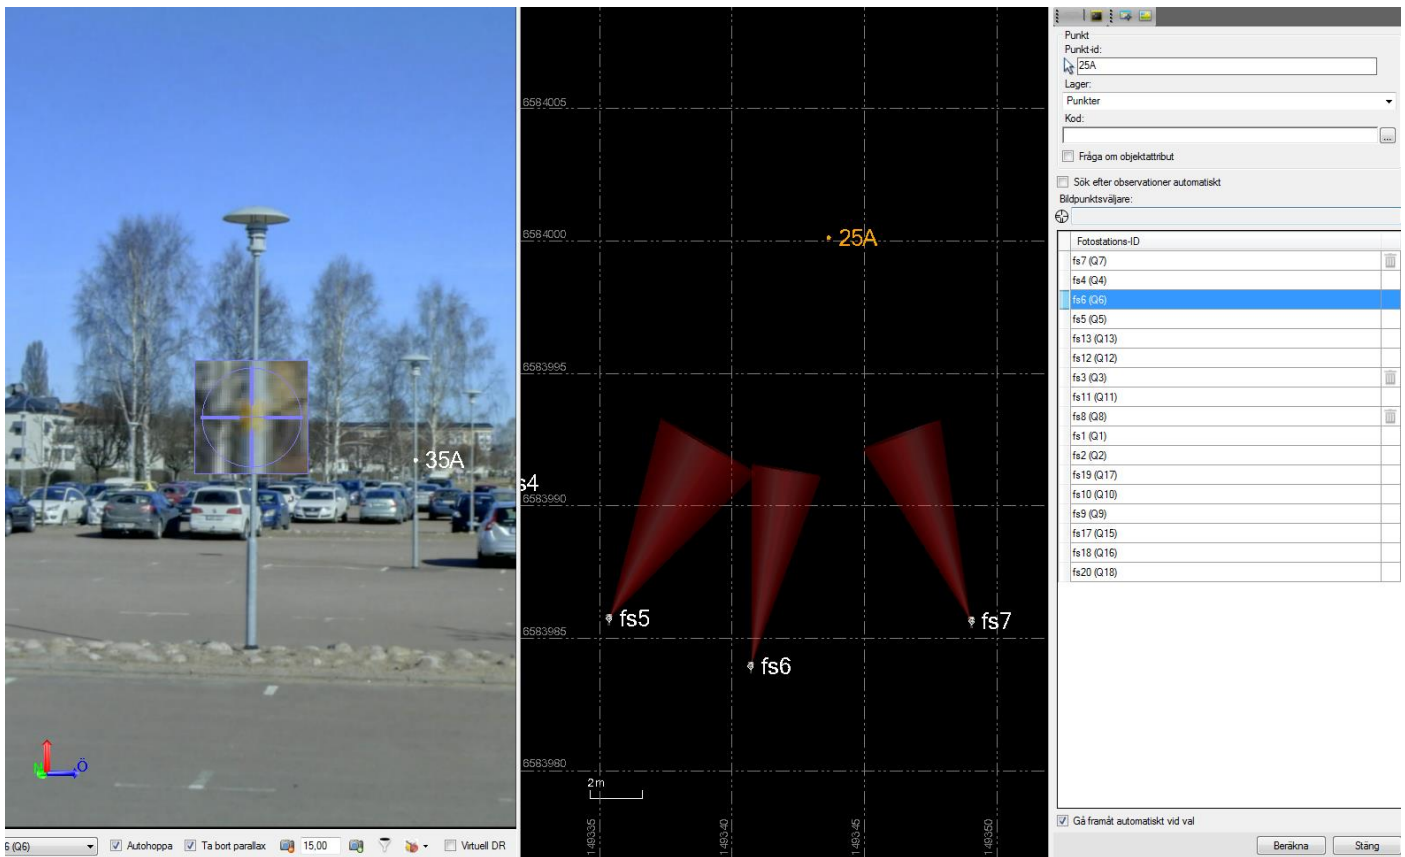 35A
Ö
N
6 (Q6)
Autohoppa
Ta bort parallax
15,00
Virtuell DR
6584005
6584000
6583995
6583990
6583985
6583980
25A
s4
fs5
fs6
fs7
2 m
149335
149340
149345
149350
Punkt
Punkt-id:
25A
Lager:
Punkter
Kod:
...
Fråga om objektattribut
Sök efter observationer automatiskt
Bildpunktsväljare:
Fotostations-ID
fs7 (Q7)
fs4 (Q4)
fs6 (Q6)
fs5 (Q5)
fs13 (Q13)
fs12 (Q12)
fs3 (Q3)
fs11 (Q11)
fs8 (Q8)
fs1 (Q1)
fs2 (Q2)
fs19 (Q17)
fs10 (Q10)
fs9 (Q9)
fs17 (Q15)
fs18 (Q16)
fs20 (Q18)
Gå framåt automatiskt vid val
Beräkna
Stäng